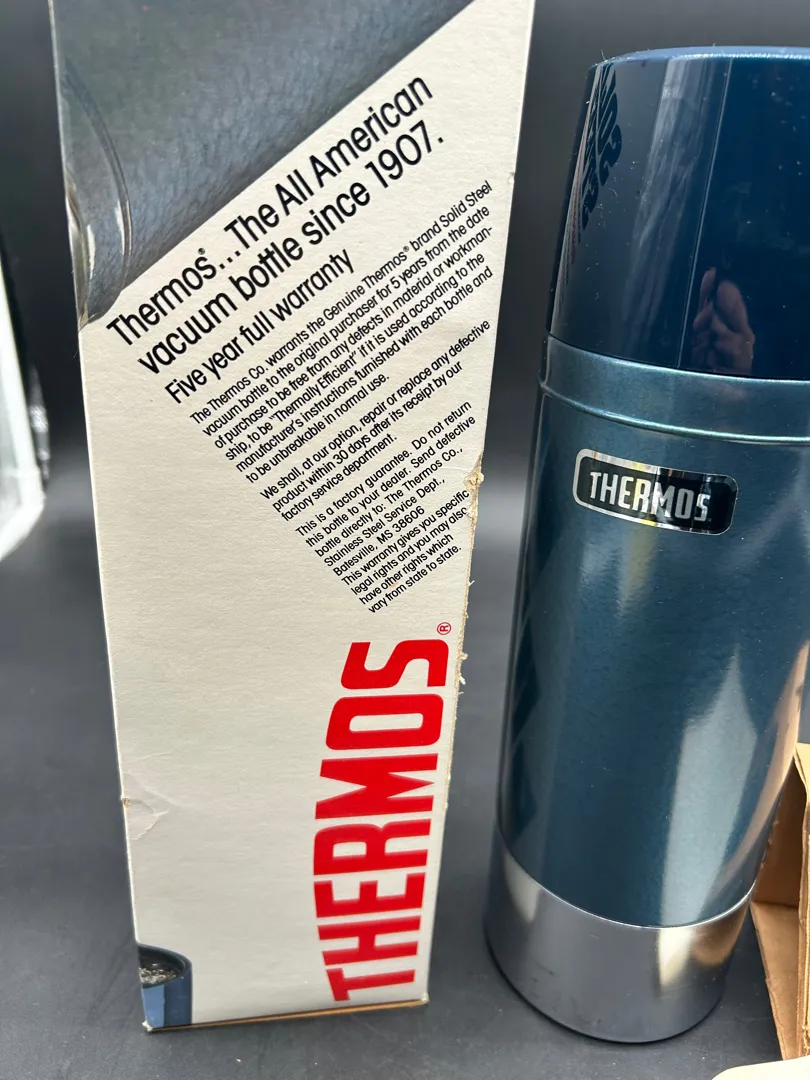 Thermos®...The All American
vacuum bottle since 1907.
Five year full warranty
The Thermos Co. warrants the Genuine Thermos® brand Solid Steel
vacuum bottle to the original purchaser for 5 years from the date
of purchase to be free from any defects in material or workman-
ship, to be "Thermally Efficient" if it is used according to the
manufacturer's instructions furnished with each bottle and
to be unbreakable in normal use.
We shall, at our option, repair or replace any defective
product within 30 days after its receipt by our
factory service department.
This is a factory guarantee. Do not return
this bottle to your dealer. Send defective
bottle directly to: The Thermos Co.,
Stainless Steel Service Dept.,
Batesville, MS 38606
This warranty gives you specific
legal rights and you may also
have other rights which
vary from state to state.
THERMOS®
THERMOS